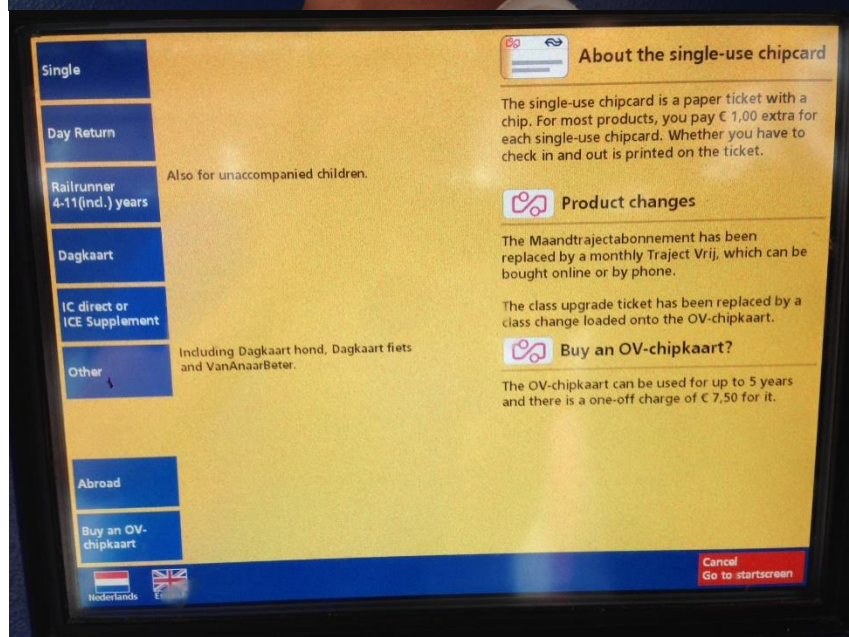 Single
Day Return
Railrunner
4-11(incl.) years
Also for unaccompanied children.
Dagkaart
IC direct or
ICE Supplement
Other
Including Dagkaart hond, Dagkaart fiets
and VanAnaarBeter.
Abroad
Buy an OV-
chipkaart
About the single-use chipcard
The single-use chipcard is a paper ticket with a
chip. For most products, you pay € 1,00 extra for
each single-use chipcard. Whether you have to
check in and out is printed on the ticket.
Product changes
The Maandtrajectabonnement has been
replaced by a monthly Traject Vrij, which can be
bought online or by phone.
The class upgrade ticket has been replaced by a
class change loaded onto the OV-chipkaart.
Buy an OV-chipkaart?
The OV-chipkaart can be used for up to 5 years
and there is a one-off charge of € 7,50 for it.
Nederlands
Cancel
Go to startscreen